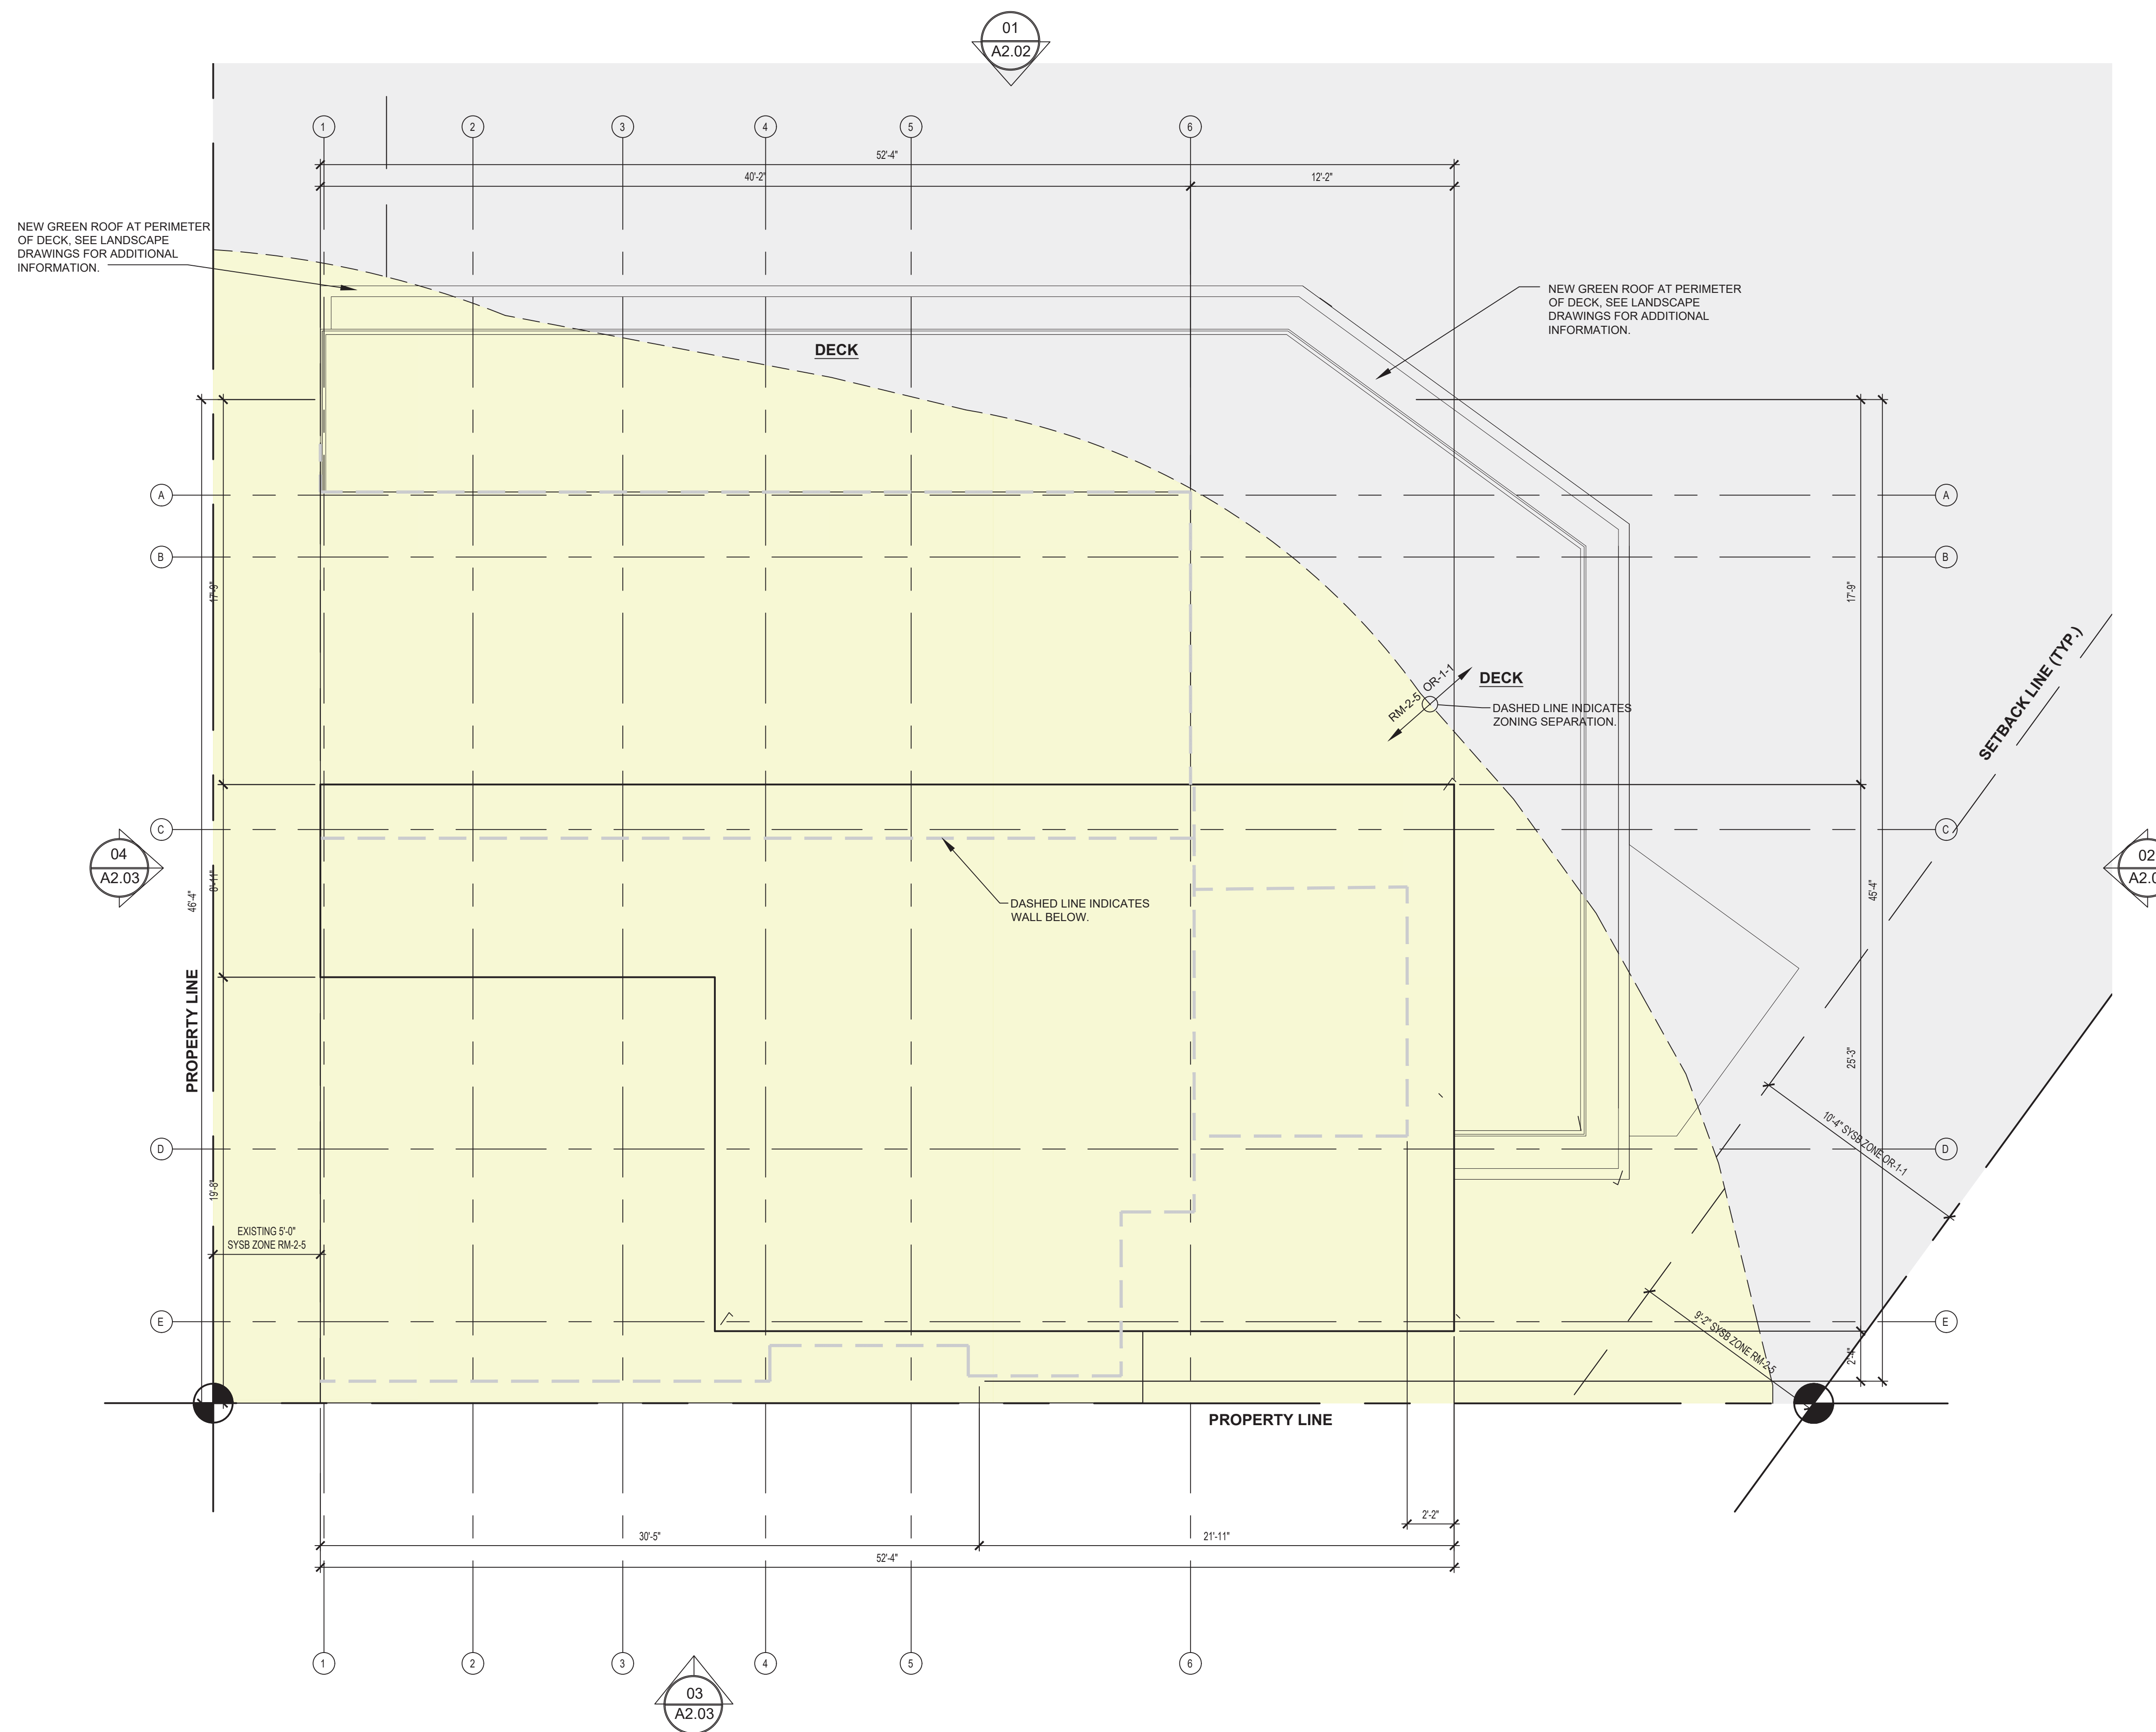 01
A2.02
1
2
3
4
5
6
52'-4"
40'-2"
12'-2"
NEW GREEN ROOF AT PERIMETER
OF DECK, SEE LANDSCAPE
DRAWINGS FOR ADDITIONAL
INFORMATION.
NEW GREEN ROOF AT PERIMETER
OF DECK, SEE LANDSCAPE
DRAWINGS FOR ADDITIONAL
INFORMATION.
DECK
A
A
B
B
17'-9"
17'-9"
SETBACK LINE (TYP.)
OR-1-1
RM-2-5
DECK
DASHED LINE INDICATES
ZONING SEPARATION.
C
C
04
A2.03
02
A2.0
8'-11"
46'-4"
45'-4"
DASHED LINE INDICATES
WALL BELOW.
PROPERTY LINE
25'-3"
10'-4" SYSB ZONE OR-1-1
D
D
19'-8"
EXISTING 5'-0"
SYSB ZONE RM-2-5
E
E
9'-2" SYSB ZONE RM-2-5
2'-4"
PROPERTY LINE
2'-2"
30'-5"
21'-11"
52'-4"
1
2
3
4
5
6
03
A2.03